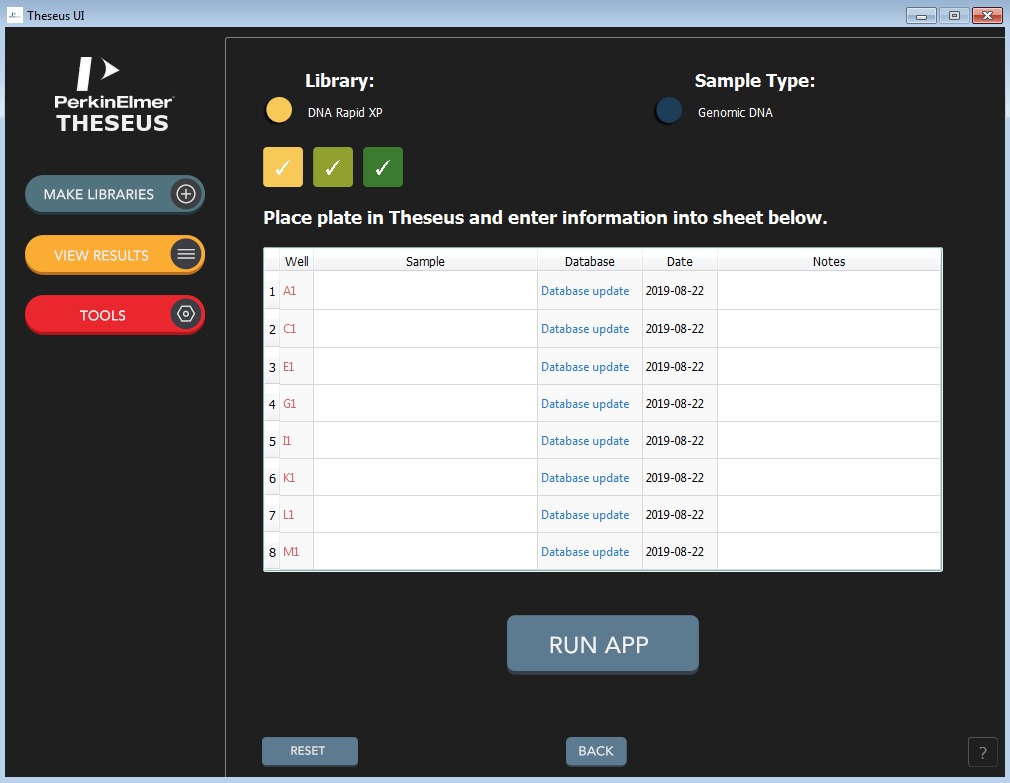 Theseus UI
PerkinElmer
THESEUS
MAKE LIBRARIES
VIEW RESULTS
TOOLS
Library:
DNA Rapid XP
Sample Type:
Genomic DNA
Place plate in Theseus and enter information into sheet below.
Well Sample Database Date Notes
1 A1 Database update 2019-08-22
2 C1 Database update 2019-08-22
3 E1 Database update 2019-08-22
4 G1 Database update 2019-08-22
5 I1 Database update 2019-08-22
6 K1 Database update 2019-08-22
7 L1 Database update 2019-08-22
8 M1 Database update 2019-08-22
RUN APP
RESET
BACK
?